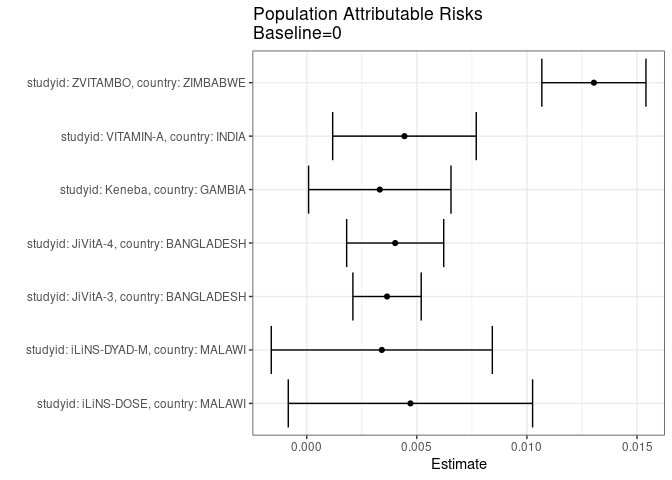 Population Attributable Risks
Baseline=0
studyid: ZVITAMBO, country: ZIMBABWE
studyid: VITAMIN-A, country: INDIA
studyid: Keneba, country: GAMBIA
studyid: JiVitA-4, country: BANGLADESH
studyid: JiVitA-3, country: BANGLADESH
studyid: iLiNS-DYAD-M, country: MALAWI
studyid: iLiNS-DOSE, country: MALAWI
0.000 0.005 0.010 0.015
Estimate